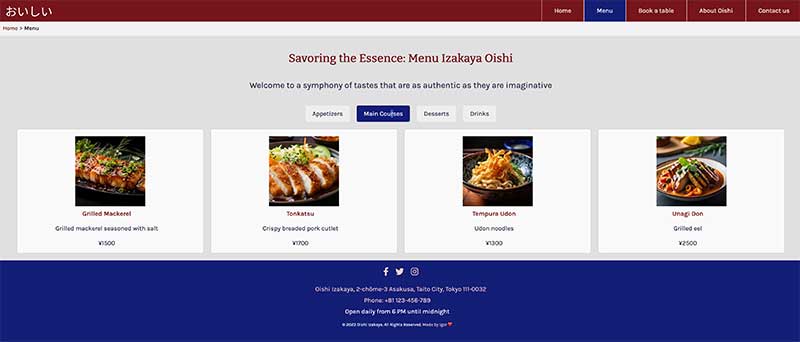 おいしい
Home
Menu
Book a table
About Oishi
Contact us
Home > Menu
Savoring the Essence: Menu Izakaya Oishi
Welcome to a symphony of tastes that are as authentic as they are imaginative
Appetizers
Main Courses
Desserts
Drinks
Grilled Mackerel
Grilled mackerel seasoned with salt
¥1500
Tonkatsu
Crispy breaded pork cutlet
¥1700
Tempura Udon
Udon noodles
¥1300
Unagi Don
Grilled eel
¥2500
Oishi Izakaya, 2-chōme-3 Asakusa, Taito City, Tokyo 111-0032
Phone: +81 123-456-789
Open daily from 6 PM until midnight
© 2023 Oishi Izakaya. All Rights Reserved. Made by Igor ❤️